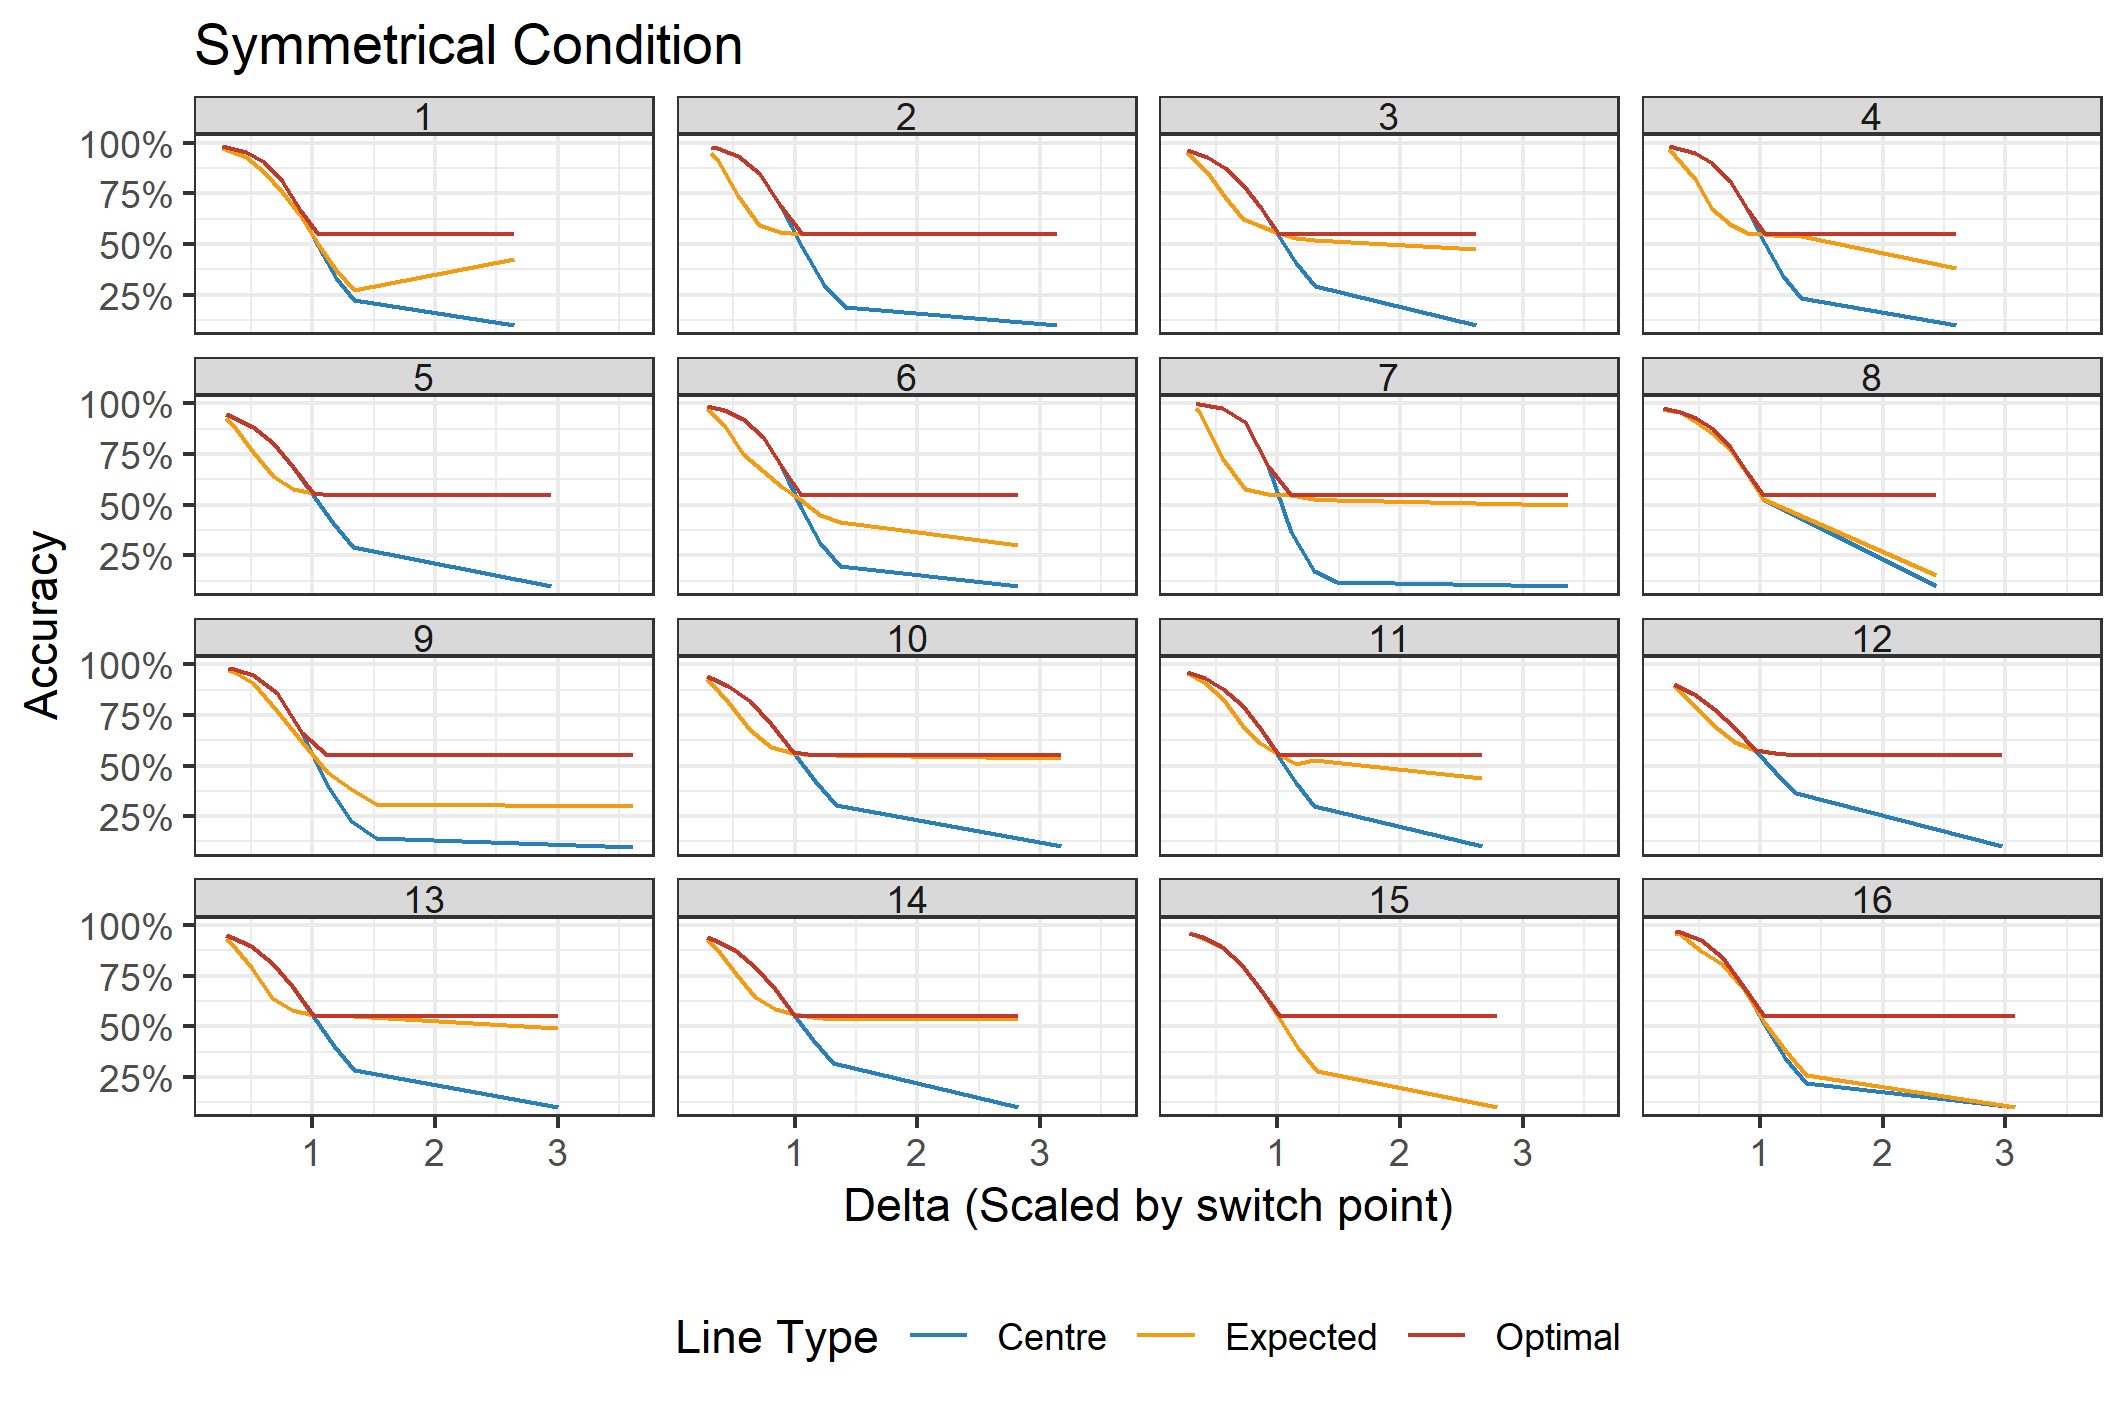 Symmetrical Condition
1 2 3 4
100%
75%
50%
25%
5 6 7 8
100%
75%
50%
25%
9 10 11 12
100%
75%
50%
25%
13 14 15 16
100%
75%
50%
25%
Accuracy
1 2 3 1 2 3 1 2 3 1 2 3
Delta (Scaled by switch point)
Line Type Centre Expected Optimal